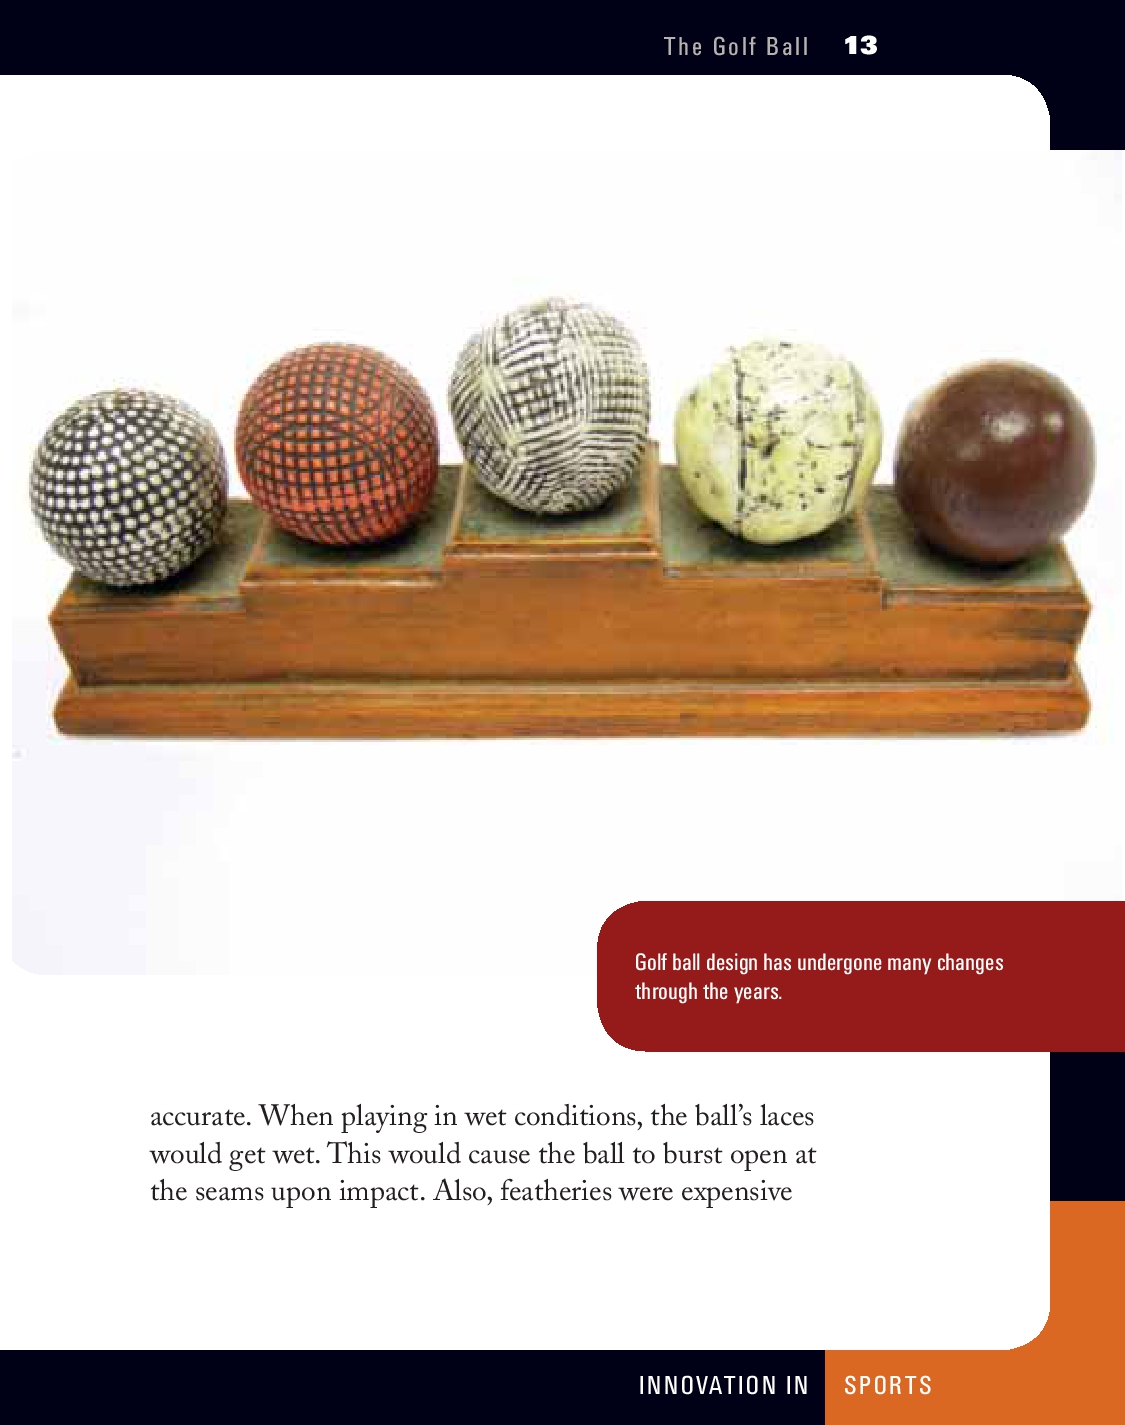 The Golf Ball 13
Golf ball design has undergone many changes
through the years.
accurate. When playing in wet conditions, the ball’s laces
would get wet. This would cause the ball to burst open at
the seams upon impact. Also, featheries were expensive
INNOVATION IN SPORTS